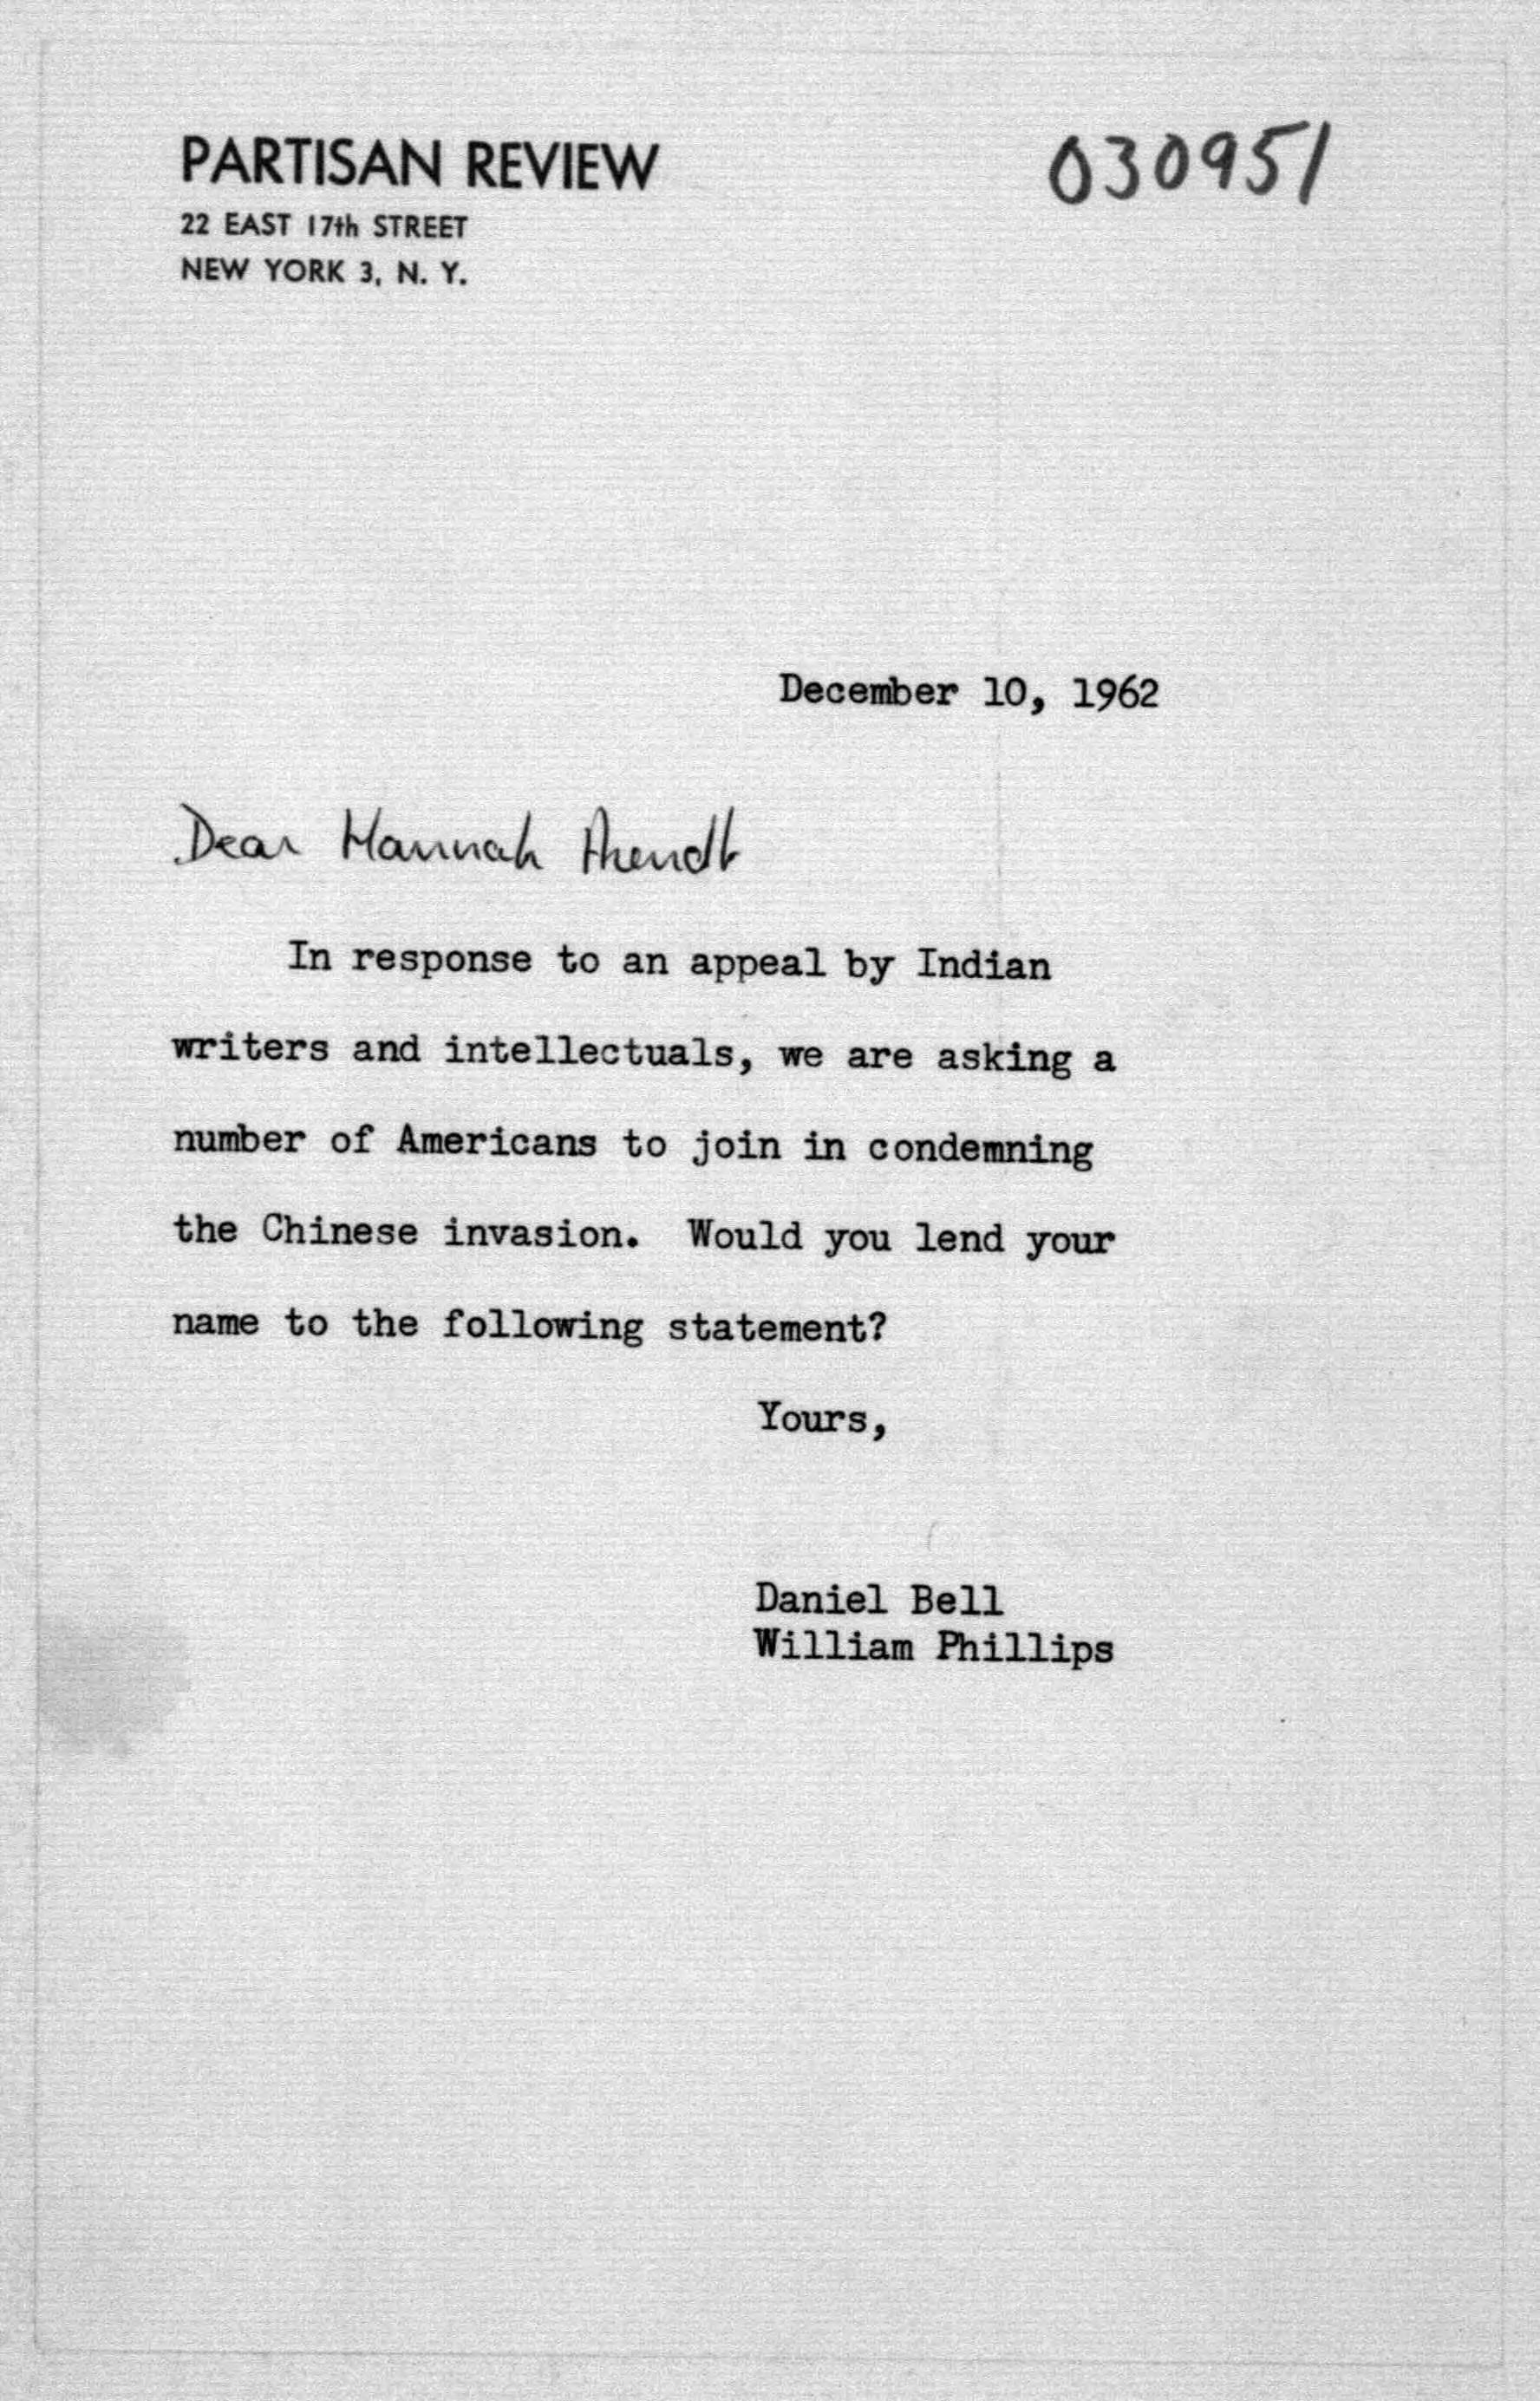 PARTISAN REVIEW
030951
22 EAST 17th STREET
NEW YORK 3, N. Y.
December 10, 1962
Dear Hannah Arendt
In response to an appeal by Indian
writers and intellectuals, we are asking a
number of Americans to join in condemning
the Chinese invasion. Would you lend your
name to the following statement?
Yours,
Daniel Bell
William Phillips